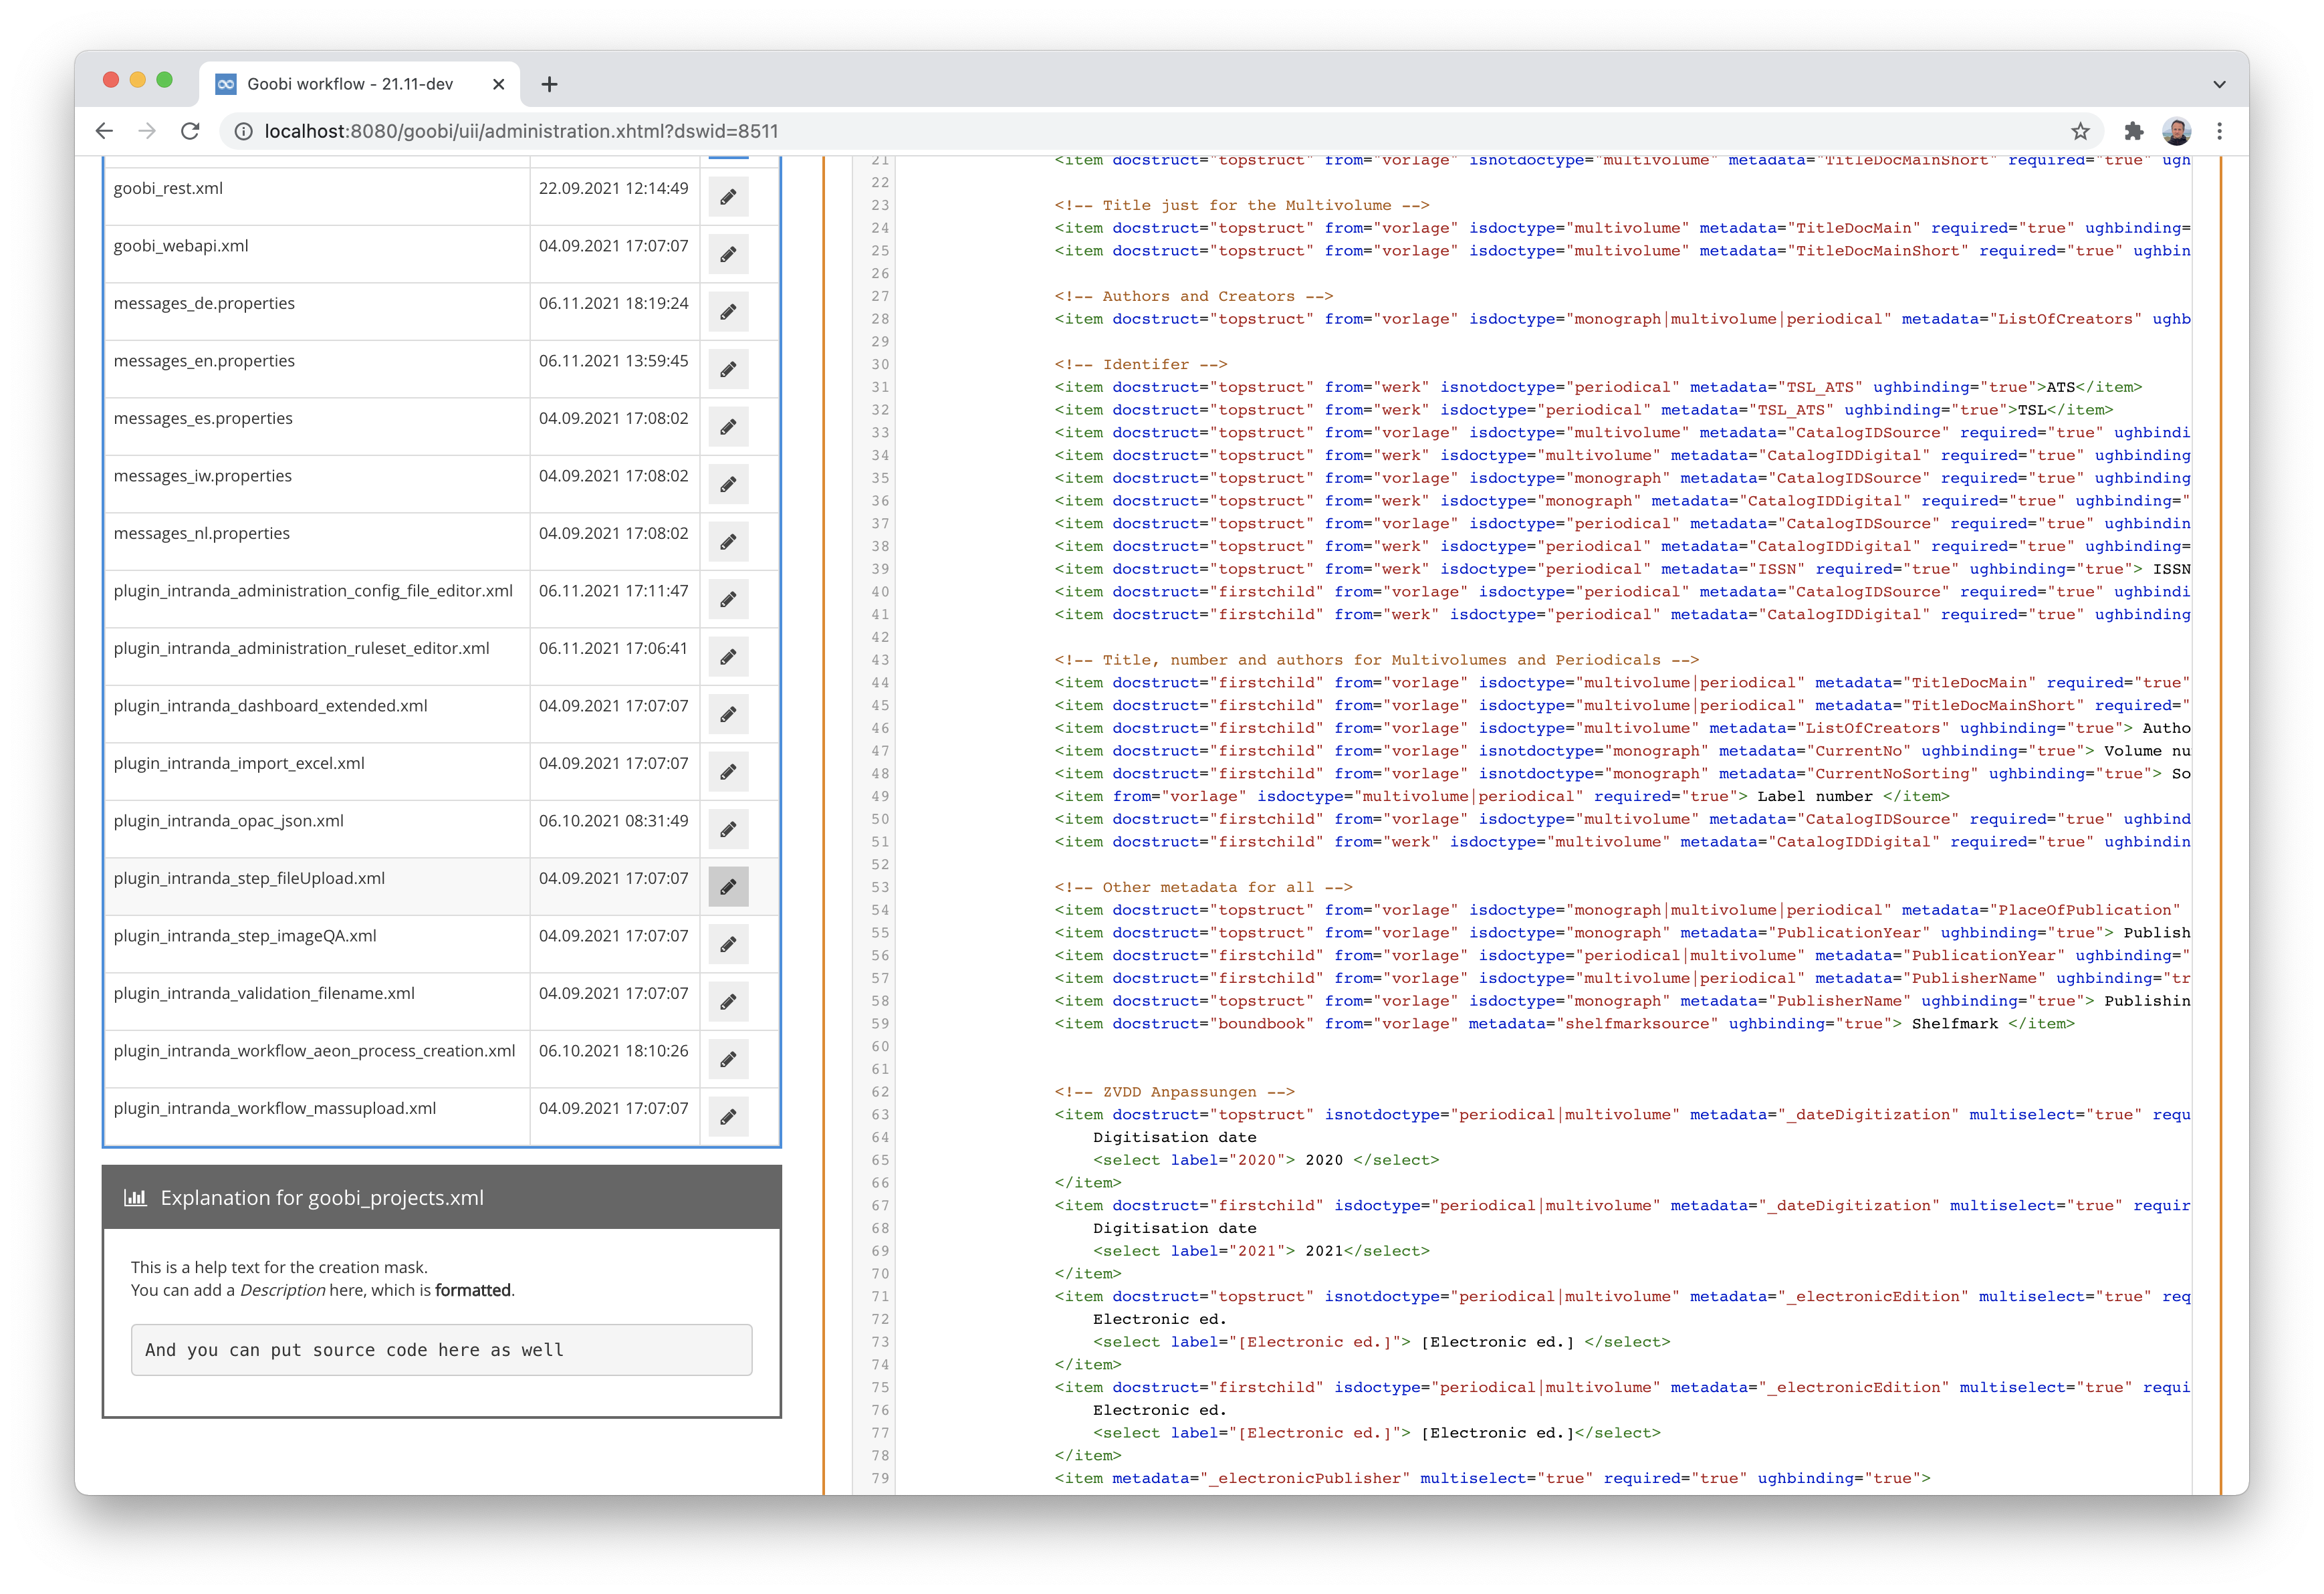 Goobi workflow - 21.11-dev
localhost:8080/goobi/uii/administration.xhtml?dswid=8511
goobi_rest.xml 22.09.2021 12:14:49
goobi_webapi.xml 04.09.2021 17:07:07
messages_de.properties 06.11.2021 18:19:24
messages_en.properties 06.11.2021 13:59:45
messages_es.properties 04.09.2021 17:08:02
messages_iw.properties 04.09.2021 17:08:02
messages_nl.properties 04.09.2021 17:08:02
plugin_intranda_administration_config_file_editor.xml 06.11.2021 17:11:47
plugin_intranda_administration_ruleset_editor.xml 06.11.2021 17:06:41
plugin_intranda_dashboard_extended.xml 04.09.2021 17:07:07
plugin_intranda_import_excel.xml 04.09.2021 17:07:07
plugin_intranda_opac_json.xml 06.10.2021 08:31:49
plugin_intranda_step_fileUpload.xml 04.09.2021 17:07:07
plugin_intranda_step_imageQA.xml 04.09.2021 17:07:07
plugin_intranda_validation_filename.xml 04.09.2021 17:07:07
plugin_intranda_workflow_aeon_process_creation.xml 06.10.2021 18:10:26
plugin_intranda_workflow_massupload.xml 04.09.2021 17:07:07
Explanation for goobi_projects.xml
This is a help text for the creation mask.
You can add a Description here, which is formatted.
And you can put source code here as well
21 <item docstruct="topstruct" from="vorlage" isnotdoctype="multivolume" metadata="TitleDocMainShort" required="true" ugh
22
23 <!-- Title just for the Multivolume -->
24 <item docstruct="topstruct" from="vorlage" isdoctype="multivolume" metadata="TitleDocMain" required="true" ughbinding=
25 <item docstruct="topstruct" from="vorlage" isdoctype="multivolume" metadata="TitleDocMainShort" required="true" ughbin
26
27 <!-- Authors and Creators -->
28 <item docstruct="topstruct" from="vorlage" isdoctype="monograph|multivolume|periodical" metadata="ListOfCreators" ughb
29
30 <!-- Identifer -->
31 <item docstruct="topstruct" from="werk" isnotdoctype="periodical" metadata="TSL_ATS" ughbinding="true">ATS</item>
32 <item docstruct="topstruct" from="werk" isdoctype="periodical" metadata="TSL_ATS" ughbinding="true">TSL</item>
33 <item docstruct="topstruct" from="vorlage" isdoctype="multivolume" metadata="CatalogIDSource" required="true" ughbindi
34 <item docstruct="topstruct" from="werk" isdoctype="multivolume" metadata="CatalogIDDigital" required="true" ughbinding
35 <item docstruct="topstruct" from="vorlage" isdoctype="monograph" metadata="CatalogIDSource" required="true" ughbinding
36 <item docstruct="topstruct" from="werk" isdoctype="monograph" metadata="CatalogIDDigital" required="true" ughbinding="
37 <item docstruct="topstruct" from="vorlage" isdoctype="periodical" metadata="CatalogIDSource" required="true" ughbindin
38 <item docstruct="topstruct" from="werk" isdoctype="periodical" metadata="CatalogIDDigital" required="true" ughbinding=
39 <item docstruct="topstruct" from="werk" isdoctype="periodical" metadata="ISSN" required="true" ughbinding="true"> ISSN
40 <item docstruct="firstchild" from="vorlage" isdoctype="periodical" metadata="CatalogIDSource" required="true" ughbindi
41 <item docstruct="firstchild" from="werk" isdoctype="periodical" metadata="CatalogIDDigital" required="true" ughbinding
42
43 <!-- Title, number and authors for Multivolumes and Periodicals -->
44 <item docstruct="firstchild" from="vorlage" isdoctype="multivolume|periodical" metadata="TitleDocMain" required="true"
45 <item docstruct="firstchild" from="vorlage" isdoctype="multivolume|periodical" metadata="TitleDocMainShort" required="
46 <item docstruct="firstchild" from="vorlage" isdoctype="multivolume" metadata="ListOfCreators" ughbinding="true"> Autho
47 <item docstruct="firstchild" from="vorlage" isnotdoctype="monograph" metadata="CurrentNo" ughbinding="true"> Volume nu
48 <item docstruct="firstchild" from="vorlage" isnotdoctype="monograph" metadata="CurrentNoSorting" ughbinding="true"> So
49 <item from="vorlage" isdoctype="multivolume|periodical" required="true"> Label number </item>
50 <item docstruct="firstchild" from="vorlage" isdoctype="multivolume" metadata="CatalogIDSource" required="true" ughbind
51 <item docstruct="firstchild" from="werk" isdoctype="multivolume" metadata="CatalogIDDigital" required="true" ughbindin
52
53 <!-- Other metadata for all -->
54 <item docstruct="topstruct" from="vorlage" isdoctype="monograph|multivolume|periodical" metadata="PlaceOfPublication"
55 <item docstruct="topstruct" from="vorlage" isdoctype="monograph" metadata="PublicationYear" ughbinding="true"> Publish
56 <item docstruct="firstchild" from="vorlage" isdoctype="periodical|multivolume" metadata="PublicationYear" ughbinding="
57 <item docstruct="firstchild" from="vorlage" isdoctype="multivolume|periodical" metadata="PublisherName" ughbinding="tr
58 <item docstruct="topstruct" from="vorlage" isdoctype="monograph" metadata="PublisherName" ughbinding="true"> Publishin
59 <item docstruct="boundbook" from="vorlage" metadata="shelfmarksource" ughbinding="true"> Shelfmark </item>
60
61
62 <!-- ZVDD Anpassungen -->
63 <item docstruct="topstruct" isnotdoctype="periodical|multivolume" metadata="_dateDigitization" multiselect="true" requ
64 Digitisation date
65 <select label="2020"> 2020 </select>
66 </item>
67 <item docstruct="firstchild" isdoctype="periodical|multivolume" metadata="_dateDigitization" multiselect="true" requir
68 Digitisation date
69 <select label="2021"> 2021</select>
70 </item>
71 <item docstruct="topstruct" isnotdoctype="periodical|multivolume" metadata="_electronicEdition" multiselect="true" req
72 Electronic ed.
73 <select label="[Electronic ed.]"> [Electronic ed.] </select>
74 </item>
75 <item docstruct="firstchild" isdoctype="periodical|multivolume" metadata="_electronicEdition" multiselect="true" requi
76 Electronic ed.
77 <select label="[Electronic ed.]"> [Electronic ed.]</select>
78 </item>
79 <item metadata="_electronicPublisher" multiselect="true" required="true" ughbinding="true">